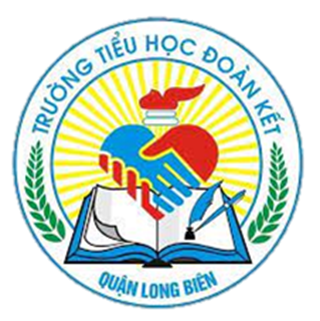 TRƯỜNG TIỂU HỌC ĐOÀN KẾT
QUẬN LONG BIÊN